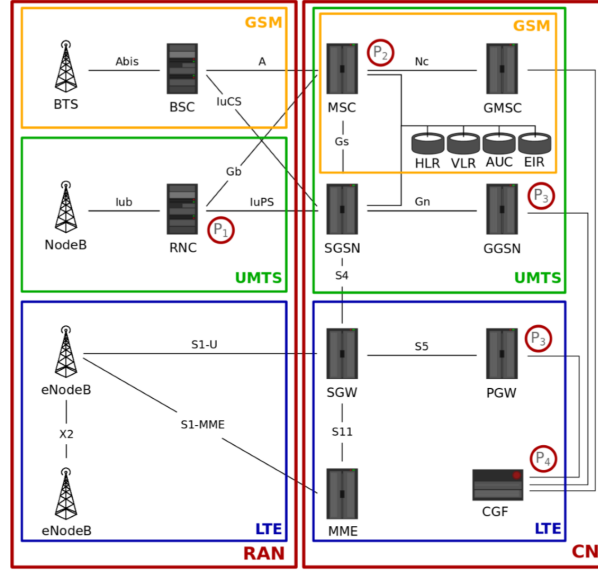 GSM
GSM
P2
Abis
A
Nc
BTS
BSC
MSC
GMSC
IuCS
Gs
Gb
HLR
VLR
AUC
EIR
Iub
IuPS
Gn
P3
NodeB
RNC
P1
SGSN
GGSN
UMTS
UMTS
S4
S1-U
S5
P3
eNodeB
SGW
PGW
S1-MME
X2
S11
P4
CGF
eNodeB
MME
LTE
LTE
RAN
CN